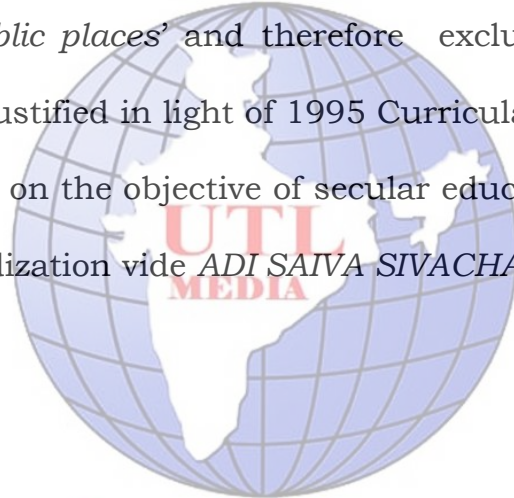 blic places’ and therefore exclu
ustified in light of 1995 Curricula
on the objective of secular educ
UTL
lization vide ADI SAIVA SIVACHA
MEDIA